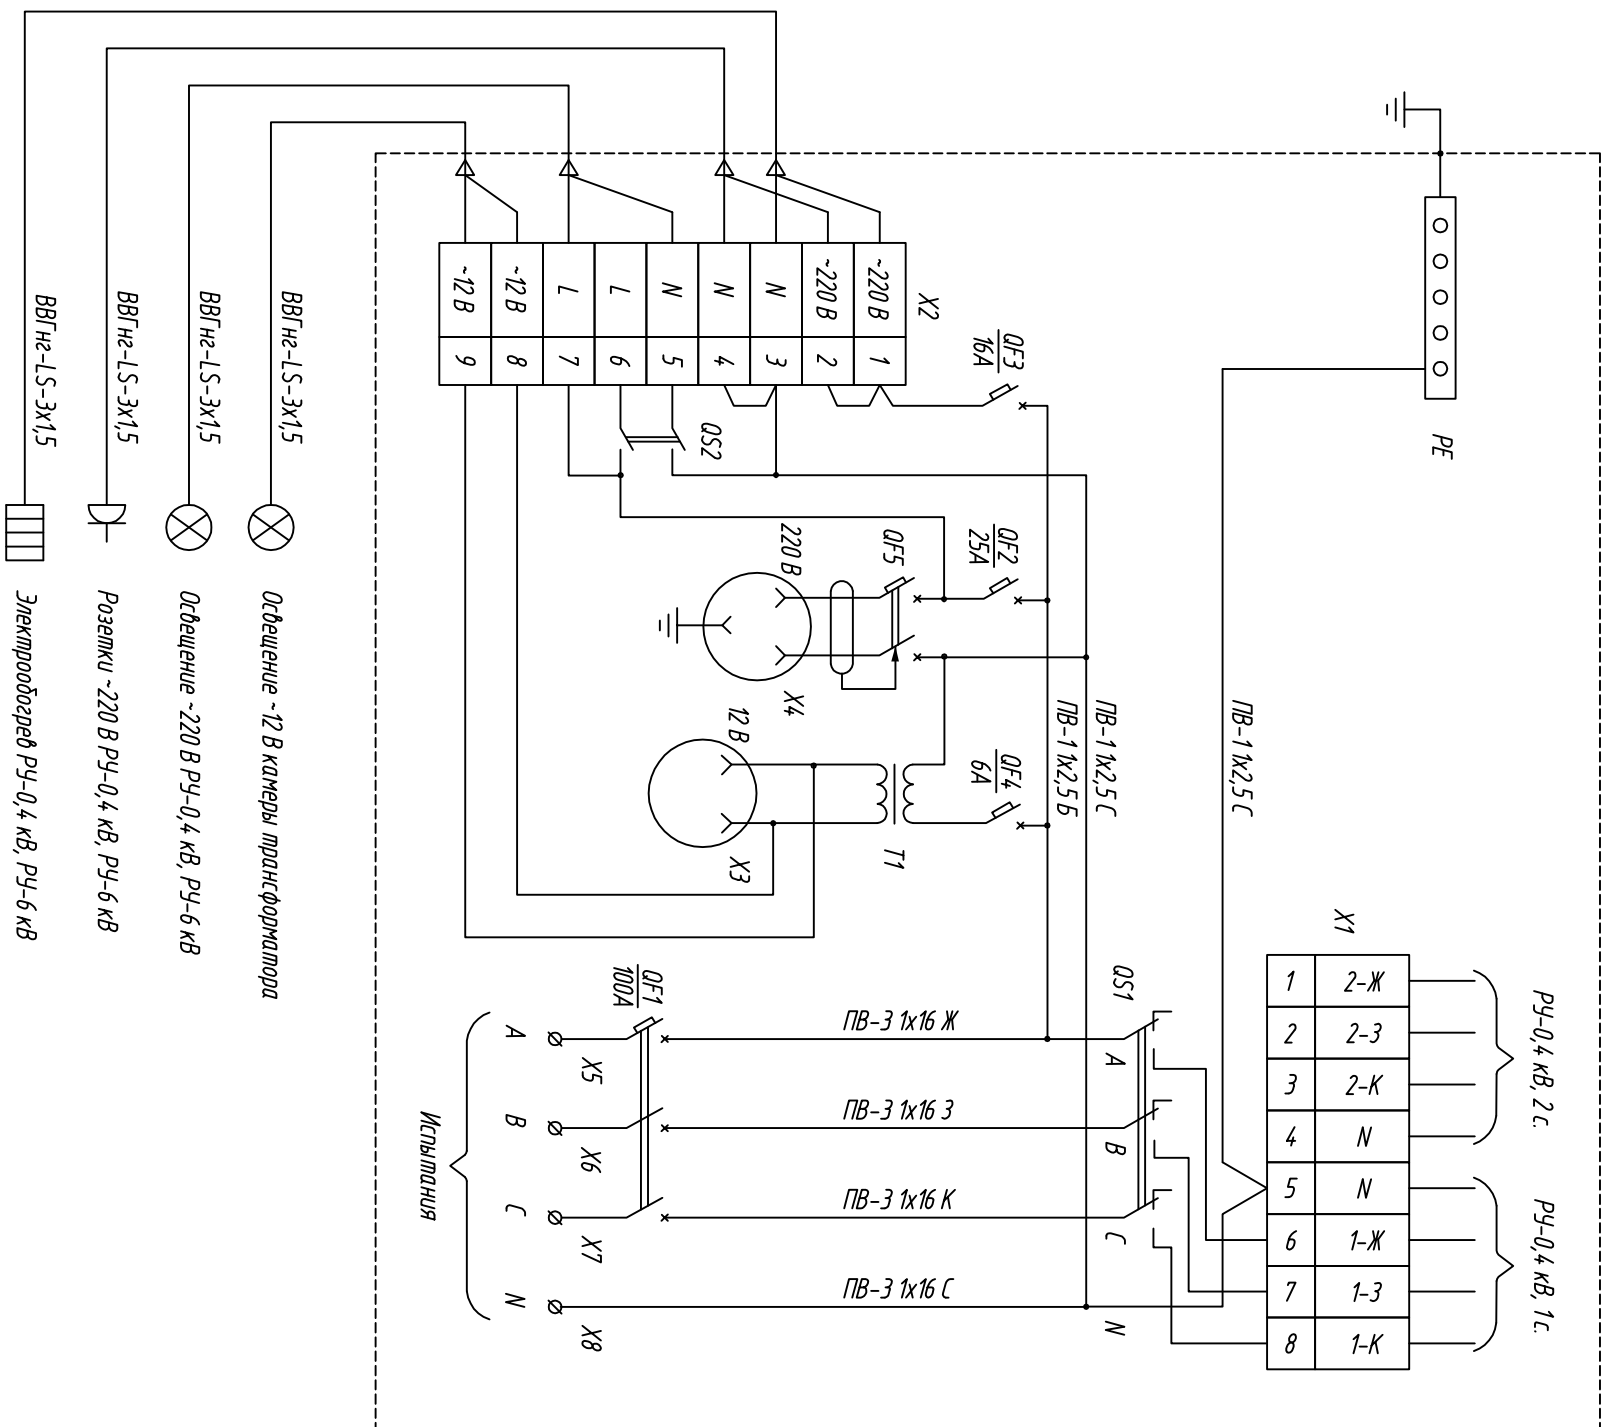 PE
X2
~220 В
~220 В
N
N
N
L
L
~12 В
~12 В
1
2
3
4
5
6
7
8
9
QF3
16А
QS2
QF2
25А
QF5
220 В
X4
12 В
X3
QF4
6А
T1
ПВ-1 1х2,5 Б
ПВ-1 1х2,5 С
ПВ-1 1х2,5 С
ВВГнг-LS-3х1,5
ВВГнг-LS-3х1,5
ВВГнг-LS-3х1,5
ВВГнг-LS-3х1,5
Освещение ~12 В камеры трансформатора
Освещение ~220 В РУ-0,4 кВ, РУ-6 кВ
Розетки ~220 В РУ-0,4 кВ, РУ-6 кВ
Электрообогрев РУ-0,4 кВ, РУ-6 кВ
X1
1 2-Ж
2 2-З
3 2-К
4 N
5 N
6 1-Ж
7 1-З
8 1-К
РУ-0,4 кВ, 2 с.
РУ-0,4 кВ, 1 с.
QS1
A
B
C
N
ПВ-3 1х16 Ж
ПВ-3 1х16 З
ПВ-3 1х16 К
ПВ-3 1х16 С
QF1
100А
X5
X6
X7
X8
A
B
C
N
Испытания